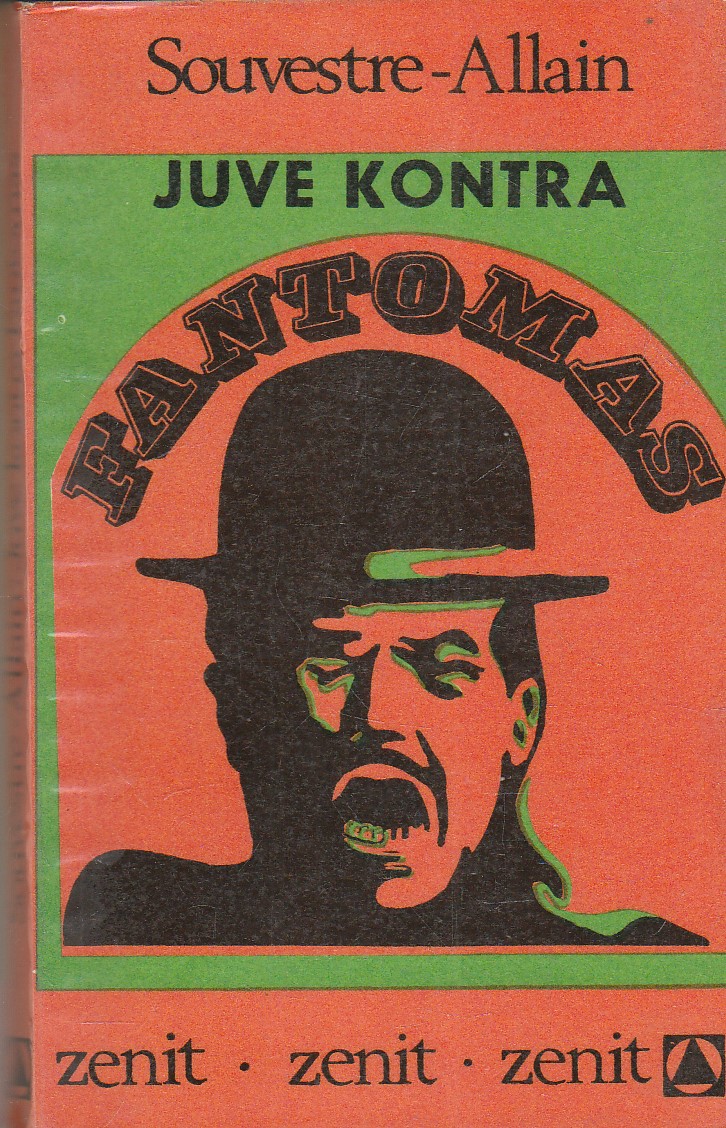 Souvestre-Allain
JUVE KONTRA
FANTOMAS
zenit · zenit · zenit